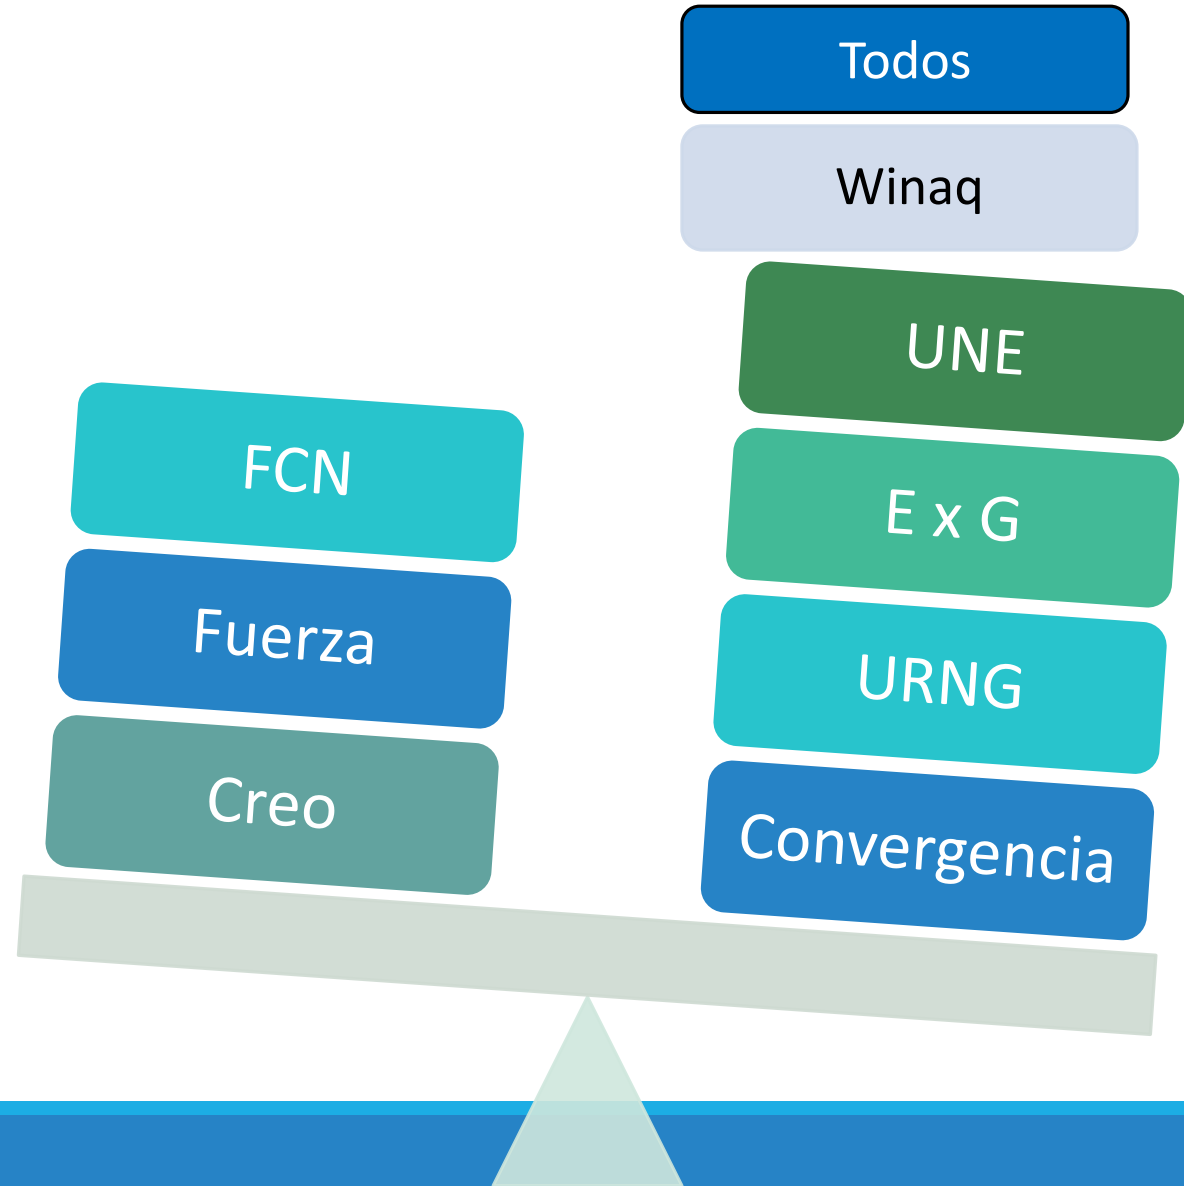 Todos
Winaq
UNE
E x G
URNG
Convergencia
FCN
Fuerza
Creo